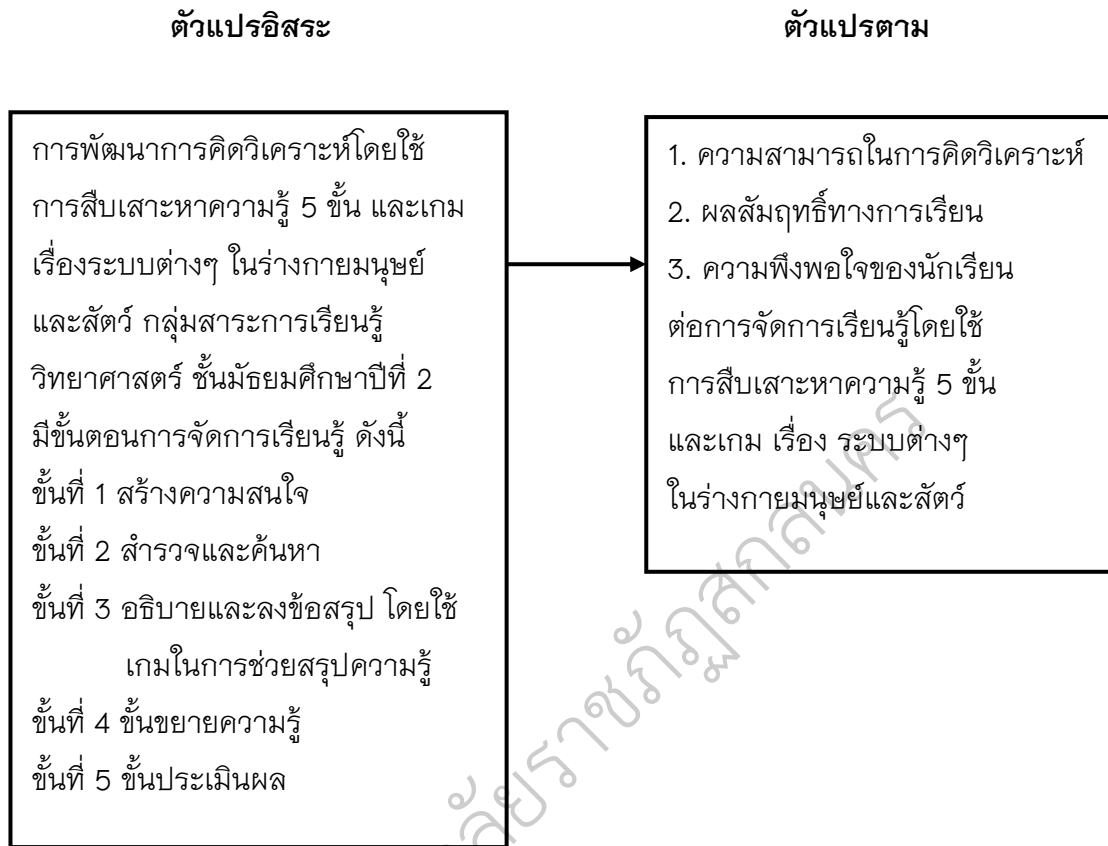 ตัวแปรอิสระ
ตัวแปรตาม
การพัฒนาการคิดวิเคราะห์โดยใช้
การสืบเสาะหาความรู้ 5 ขั้น และเกม
เรื่องระบบต่างๆ ในร่างกายมนุษย์
และสัตว์ กลุ่มสาระการเรียนรู้
วิทยาศาสตร์ ชั้นมัธยมศึกษาปีที่ 2
มีขั้นตอนการจัดการเรียนรู้ ดังนี้
ขั้นที่ 1 สร้างความสนใจ
ขั้นที่ 2 สำรวจและค้นหา
ขั้นที่ 3 อธิบายและลงข้อสรุป โดยใช้
เกมในการช่วยสรุปความรู้
ขั้นที่ 4 ขั้นขยายความรู้
ขั้นที่ 5 ขั้นประเมินผล
1. ความสามารถในการคิดวิเคราะห์
2. ผลสัมฤทธิ์ทางการเรียน
3. ความพึงพอใจของนักเรียน
ต่อการจัดการเรียนรู้โดยใช้
การสืบเสาะหาความรู้ 5 ขั้น
และเกม เรื่อง ระบบต่างๆ
ในร่างกายมนุษย์และสัตว์
ลัยราชภัฏสกลนคร